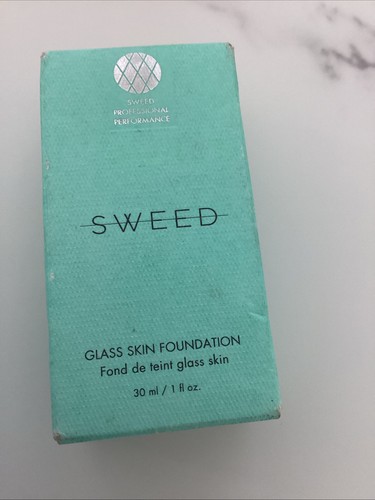 SWEED
PROFESSIONAL
PERFORMANCE
SWEED
GLASS SKIN FOUNDATION
Fond de teint glass skin
30 ml / 1 fl oz.